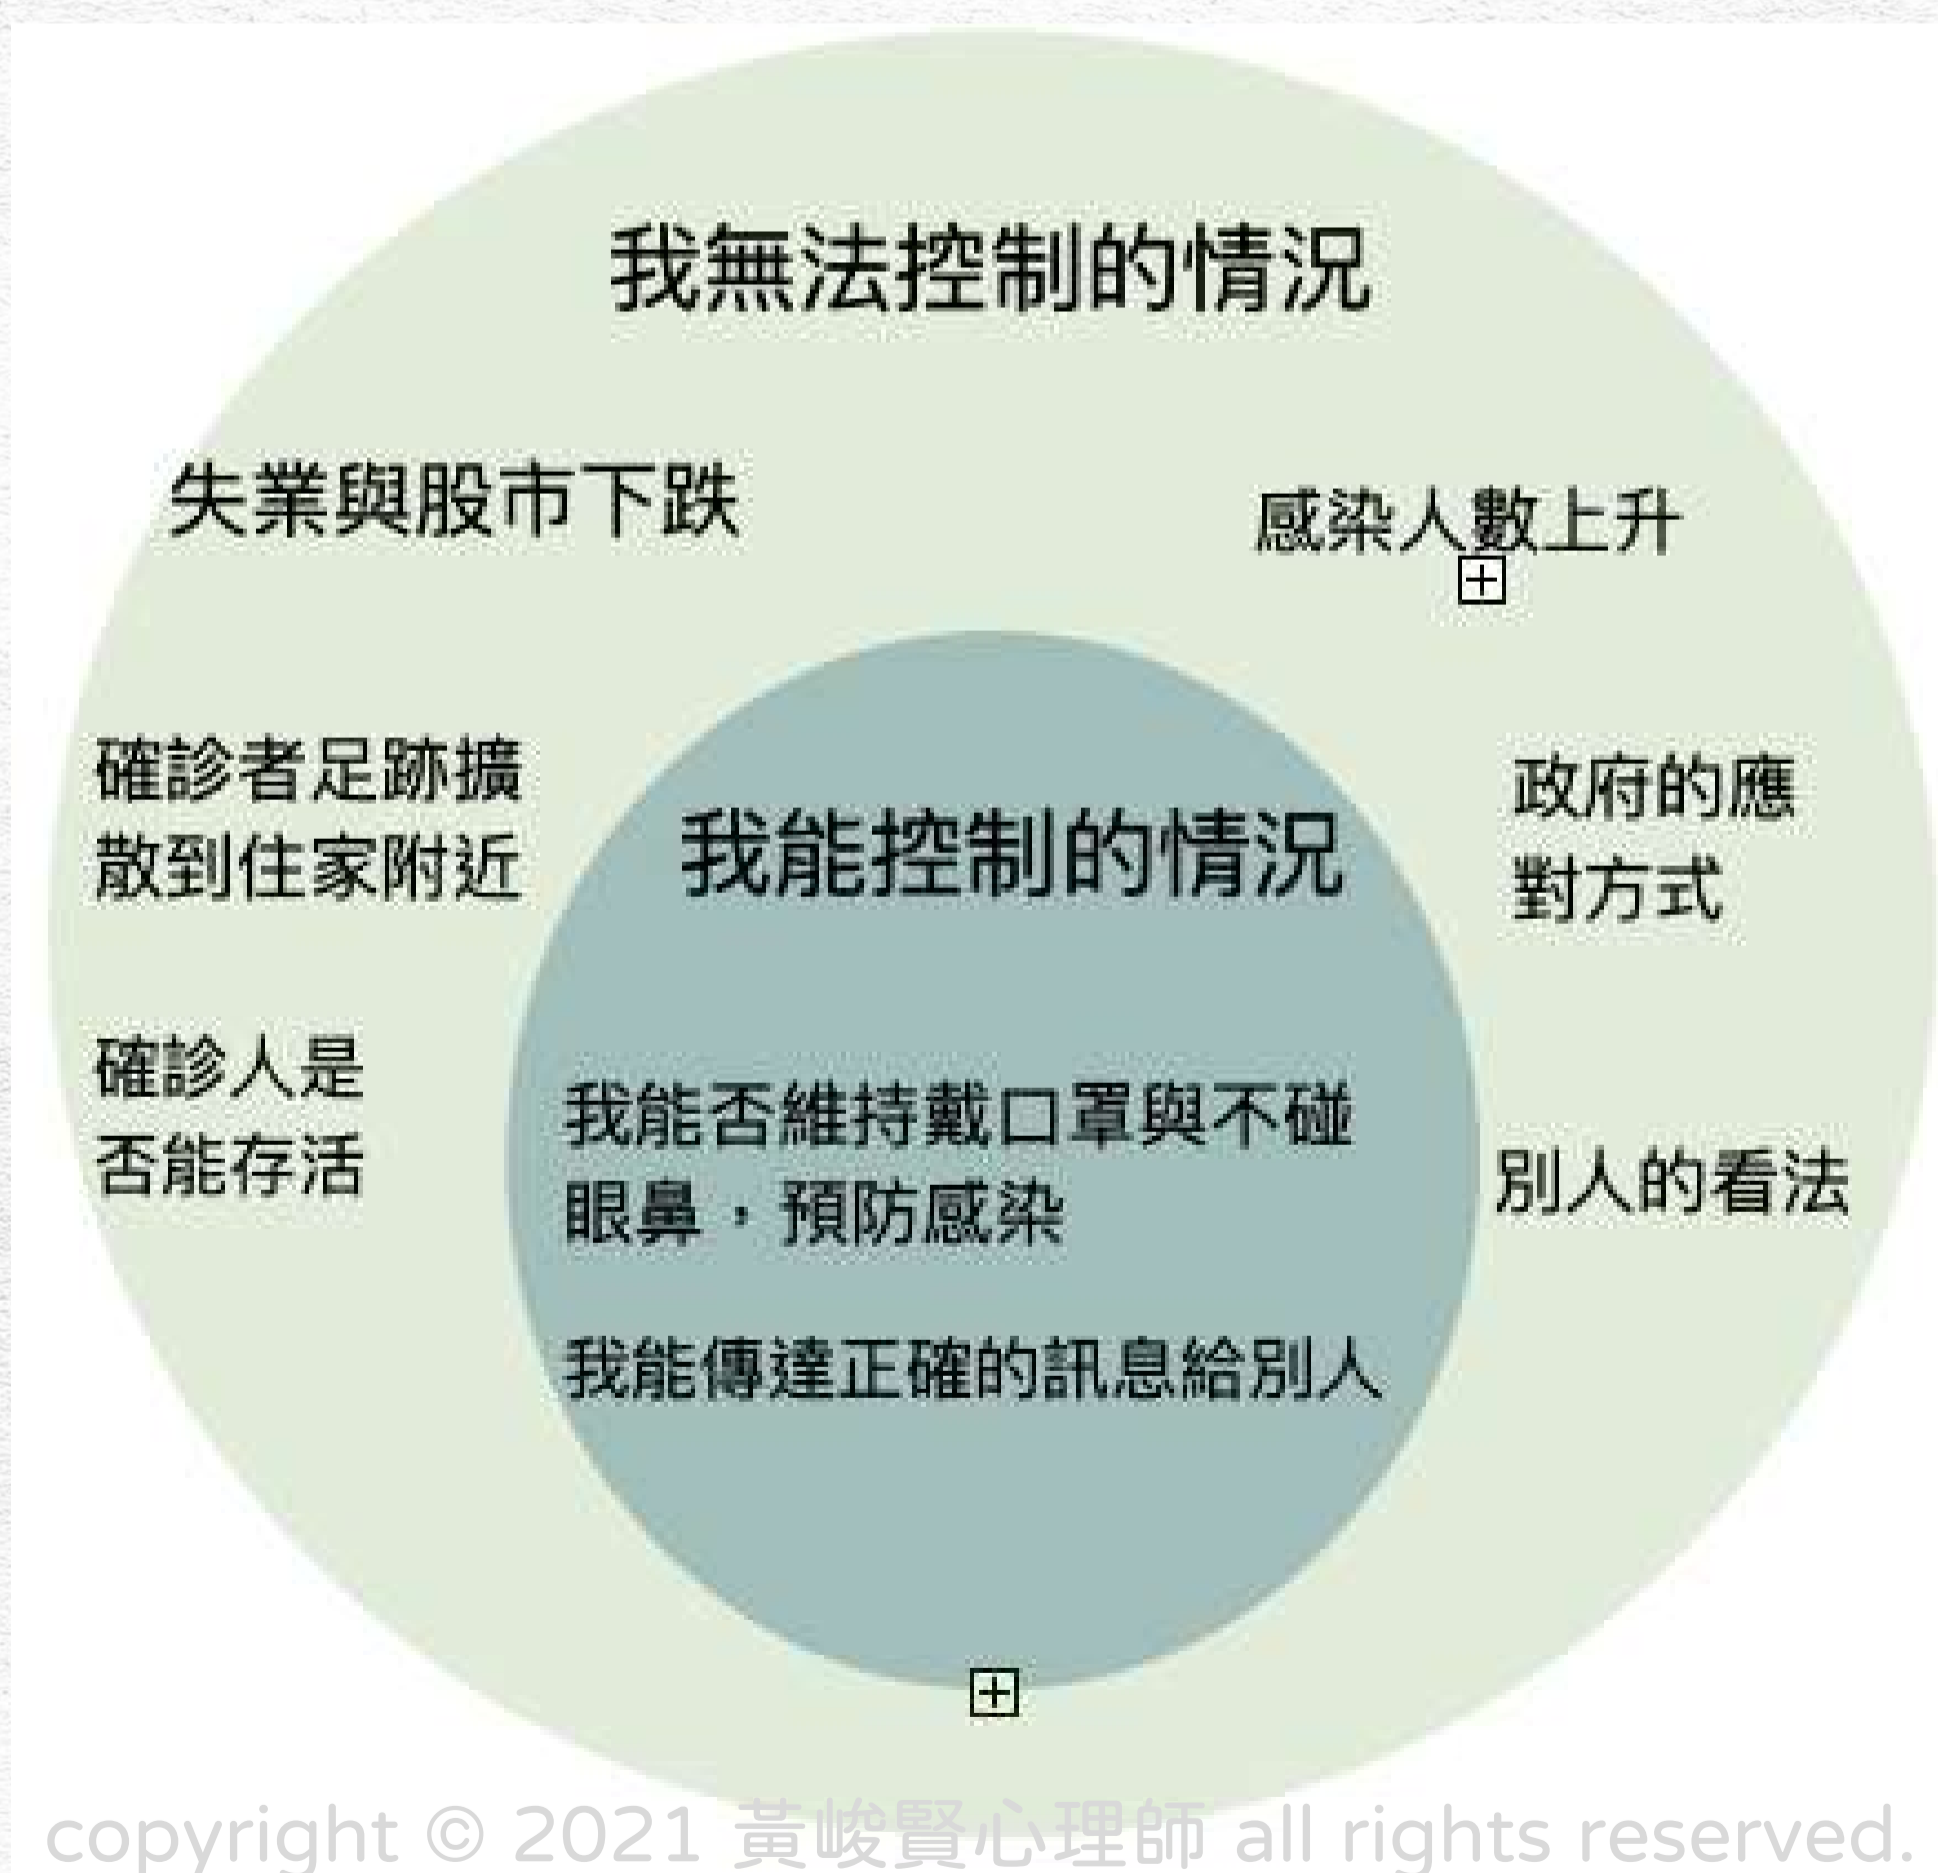 我無法控制的情況
失業與股市下跌
感染人數上升
確診者足跡擴
散到住家附近
政府的應
對方式
我能控制的情況
確診人是
否能存活
我能否維持戴口罩與不碰
眼鼻，預防感染
別人的看法
我能傳達正確的訊息給別人
copyright © 2021 黃峻賢心理師 all rights reserved.